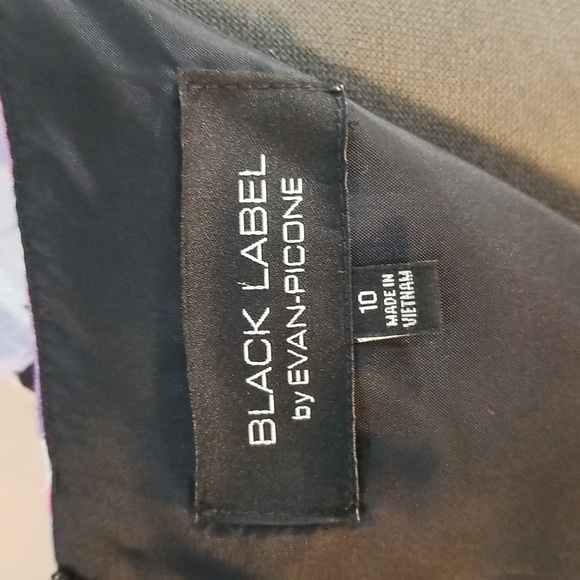 BLACK LABEL
by EVAN-PICONE
10
MADE IN
VIETNAM